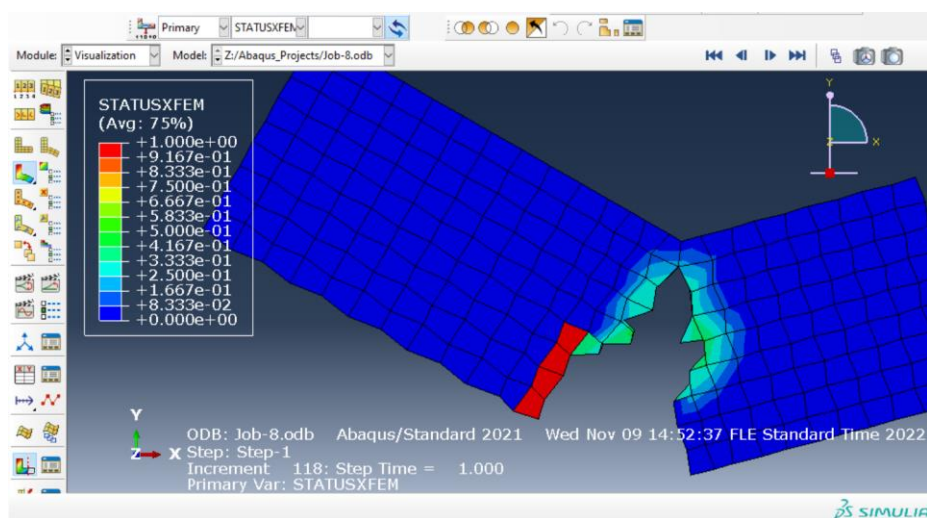 Primary STATUSXFEM
Module: Visualization Model: Z:/Abaqus_Projects/Job-8.odb
STATUSXFEM
(Avg: 75%)
+1.000e+00
+9.167e-01
+8.333e-01
+7.500e-01
+6.667e-01
+5.833e-01
+5.000e-01
+4.167e-01
+3.333e-01
+2.500e-01
+1.667e-01
+8.333e-02
+0.000e+00
Y
X
Z
Y
Z X
ODB: Job-8.odb Abaqus/Standard 2021 Wed Nov 09 14:52:37 FLE Standard Time 2022
Step: Step-1
Increment 118: Step Time = 1.000
Primary Var: STATUSXFEM
SIMULIA